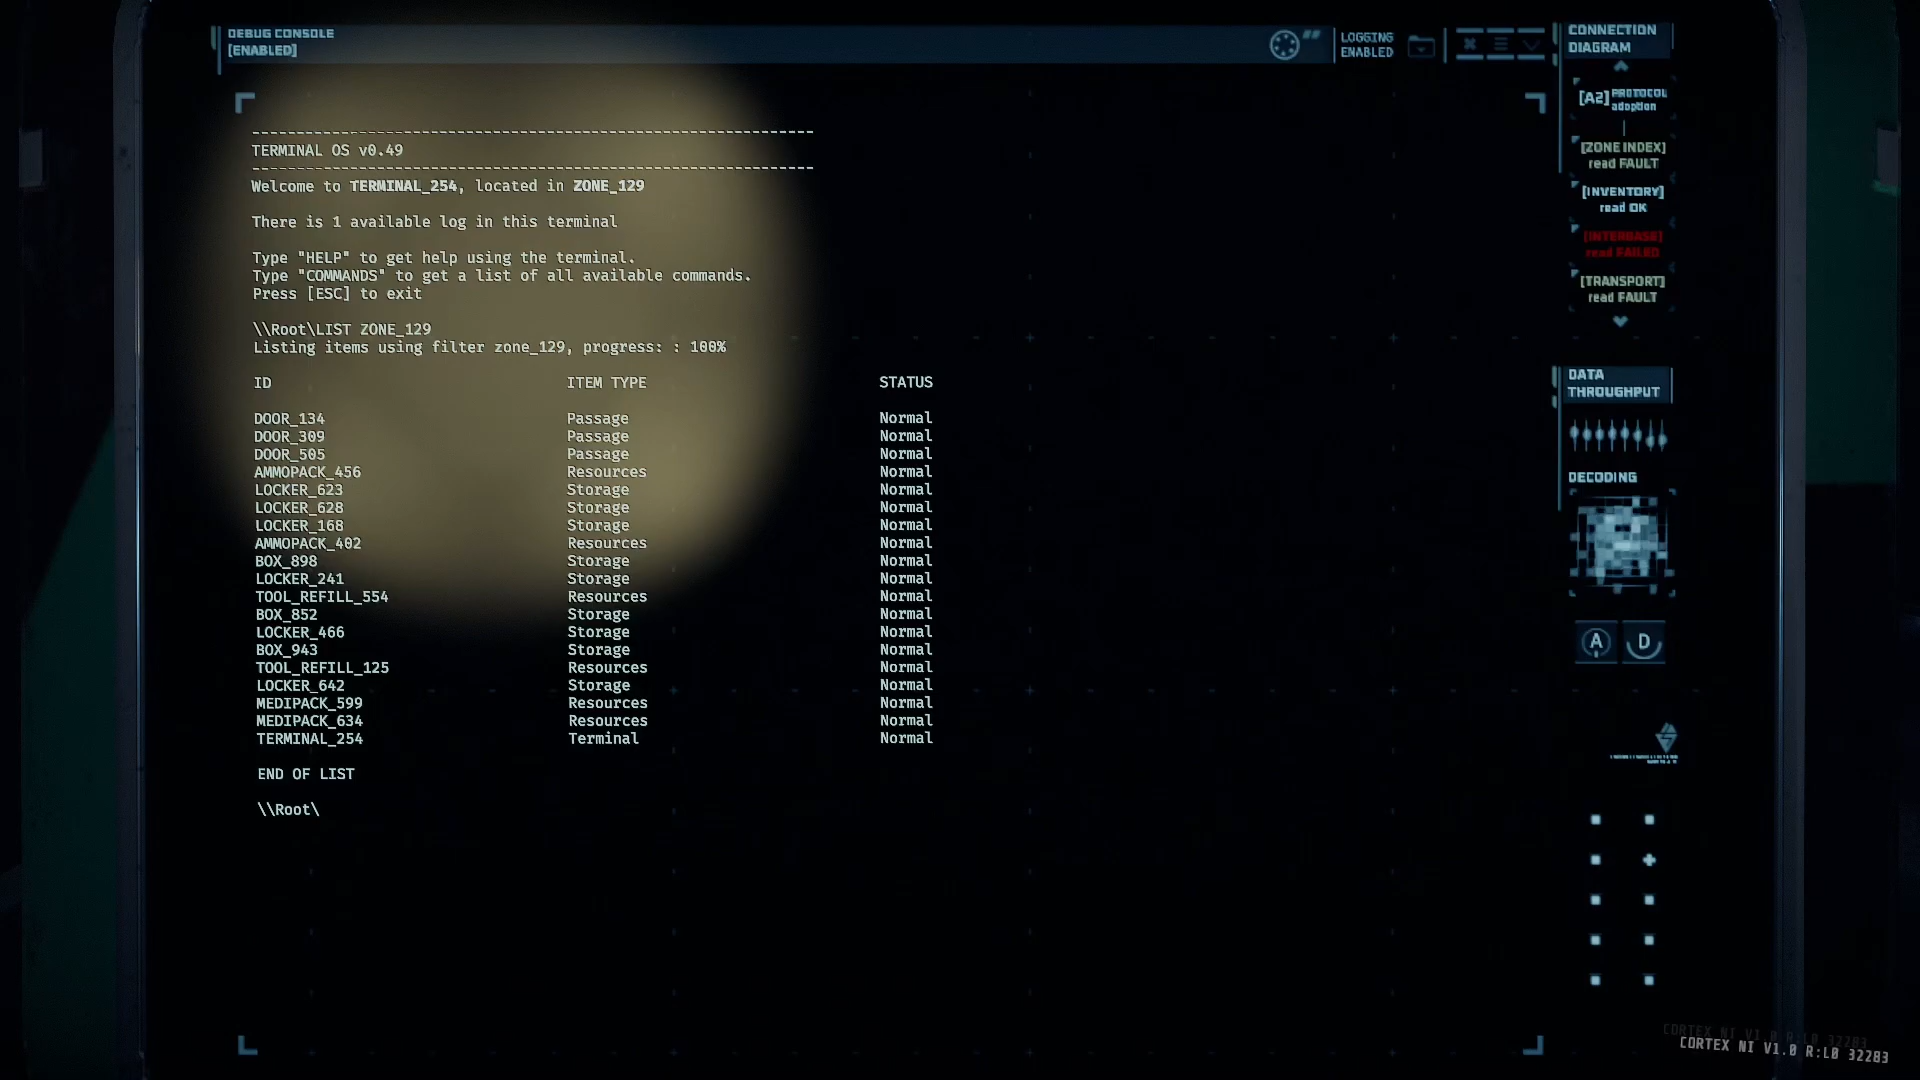 DEBUG CONSOLE
[ENABLED]
LOGGING
ENABLED
------------------------------------------------------------------
TERMINAL OS v0.49
------------------------------------------------------------------
Welcome to TERMINAL_254, located in ZONE_129
There is 1 available log in this terminal
Type "HELP" to get help using the terminal.
Type "COMMANDS" to get a list of all available commands.
Press [ESC] to exit
\\Root\LIST ZONE_129
Listing items using filter zone_129, progress: : 100%
ID ITEM TYPE STATUS
DOOR_134 Passage Normal
DOOR_309 Passage Normal
DOOR_505 Passage Normal
AMMOPACK_456 Resources Normal
LOCKER_623 Storage Normal
LOCKER_628 Storage Normal
LOCKER_168 Storage Normal
AMMOPACK_402 Resources Normal
BOX_898 Storage Normal
LOCKER_241 Storage Normal
TOOL_REFILL_554 Resources Normal
BOX_852 Storage Normal
LOCKER_466 Storage Normal
BOX_943 Storage Normal
TOOL_REFILL_125 Resources Normal
LOCKER_642 Storage Normal
MEDIPACK_599 Resources Normal
MEDIPACK_634 Resources Normal
TERMINAL_254 Terminal Normal
END OF LIST
\\Root\
CONNECTION
DIAGRAM
[A2] PROTOCOL
adoption
[ZONE INDEX]
read FAULT
[INVENTORY]
read OK
[INTERBASE]
read FAILED
[TRANSPORT]
read FAULT
DATA
THROUGHPUT
DECODING
A D
CORTEX NI V1.0 R:L0 32283